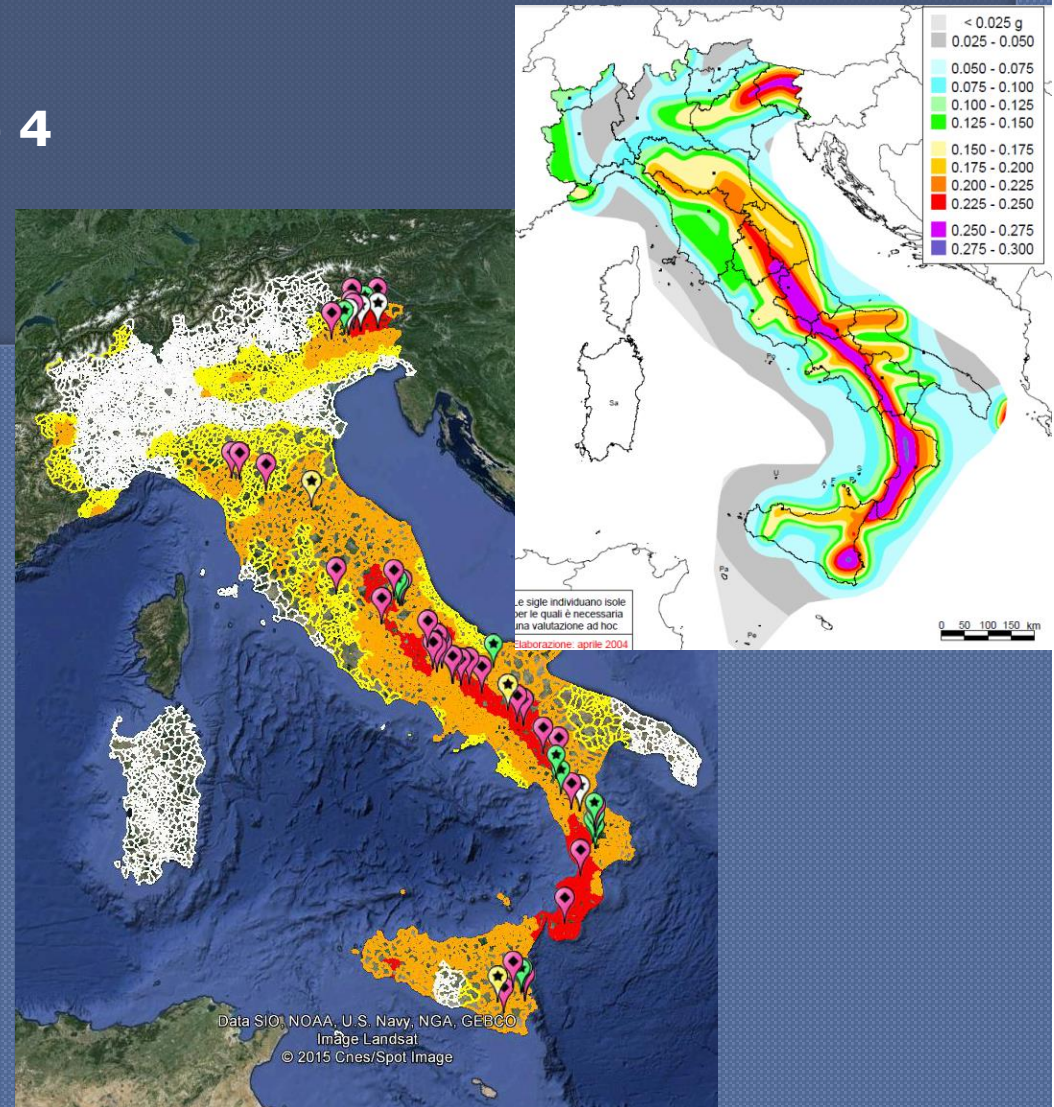 4
< 0.025 g
0.025 - 0.050
0.050 - 0.075
0.075 - 0.100
0.100 - 0.125
0.125 - 0.150
0.150 - 0.175
0.175 - 0.200
0.200 - 0.225
0.225 - 0.250
0.250 - 0.275
0.275 - 0.300
Sa
U
A
F
S
Pa
Pe
Le sigle individuano isole
per le quali è necessaria
una valutazione ad hoc
Elaborazione: aprile 2004
0 50 100 150 km
Data SIO, NOAA, U.S. Navy, NGA, GEBCO
Image Landsat
© 2015 Cnes/Spot Image